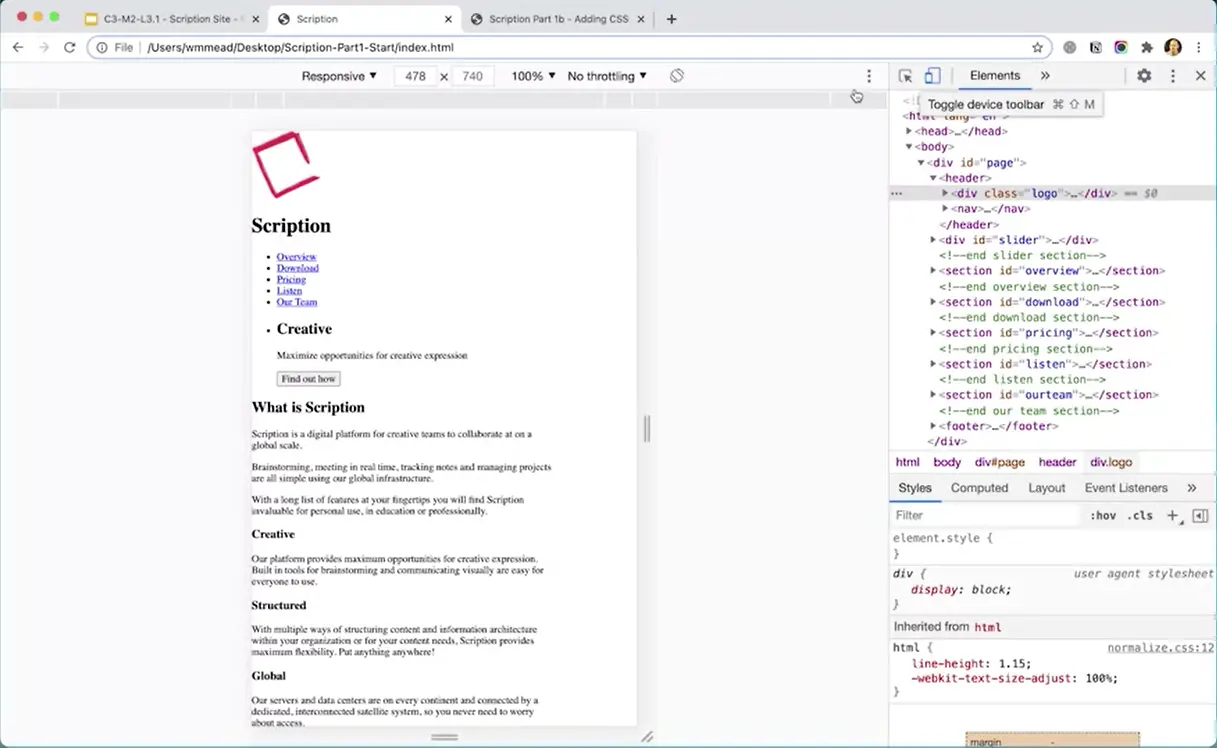 C3-M2-L3.1 - Scription Site -
Scription
Scription Part 1b - Adding CSS
File
/Users/wmmead/Desktop/Scription-Part1-Start/index.html
Responsive ▼ 478 × 740 100% ▼ No throttling ▼
Elements »
Toggle device toolbar ⌘ ⇧ M
<html lang="en">
▶<head>…</head>
▼<body>
▼<div id="page">
▼<header>
… ▶<div class="logo">…</div> == $0
▶<nav>…</nav>
</header>
▶<div id="slider">…</div>
<!--end slider section-->
▶<section id="overview">…</section>
<!--end overview section-->
▶<section id="download">…</section>
<!--end download section-->
▶<section id="pricing">…</section>
<!--end pricing section-->
▶<section id="listen">…</section>
<!--end listen section-->
▶<section id="ourteam">…</section>
<!--end our team section-->
▶<footer>…</footer>
</div>
html body div#page header div.logo
Styles Computed Layout Event Listeners »
Filter :hov .cls +
element.style {
}
div { user agent stylesheet
display: block;
}
Inherited from html
html { normalize.css:12
line-height: 1.15;
-webkit-text-size-adjust: 100%;
}
margin -
Scription
• Overview
• Download
• Pricing
• Listen
• Our Team
• Creative
Maximize opportunities for creative expression
Find out how
What is Scription
Scription is a digital platform for creative teams to collaborate at on a
global scale.
Brainstorming, meeting in real time, tracking notes and managing projects
are all simple using our global infrastructure.
With a long list of features at your fingertips you will find Scription
invaluable for personal use, in education or professionally.
Creative
Our platform provides maximum opportunities for creative expression.
Built in tools for brainstorming and communicating visually are easy for
everyone to use.
Structured
With multiple ways of structuring content and information architecture
within your organization or for your content needs, Scription provides
maximum flexibility. Put anything anywhere!
Global
Our servers and data centers are on every continent and connected by a
dedicated, interconnected satellite system, so you never need to worry
about access.